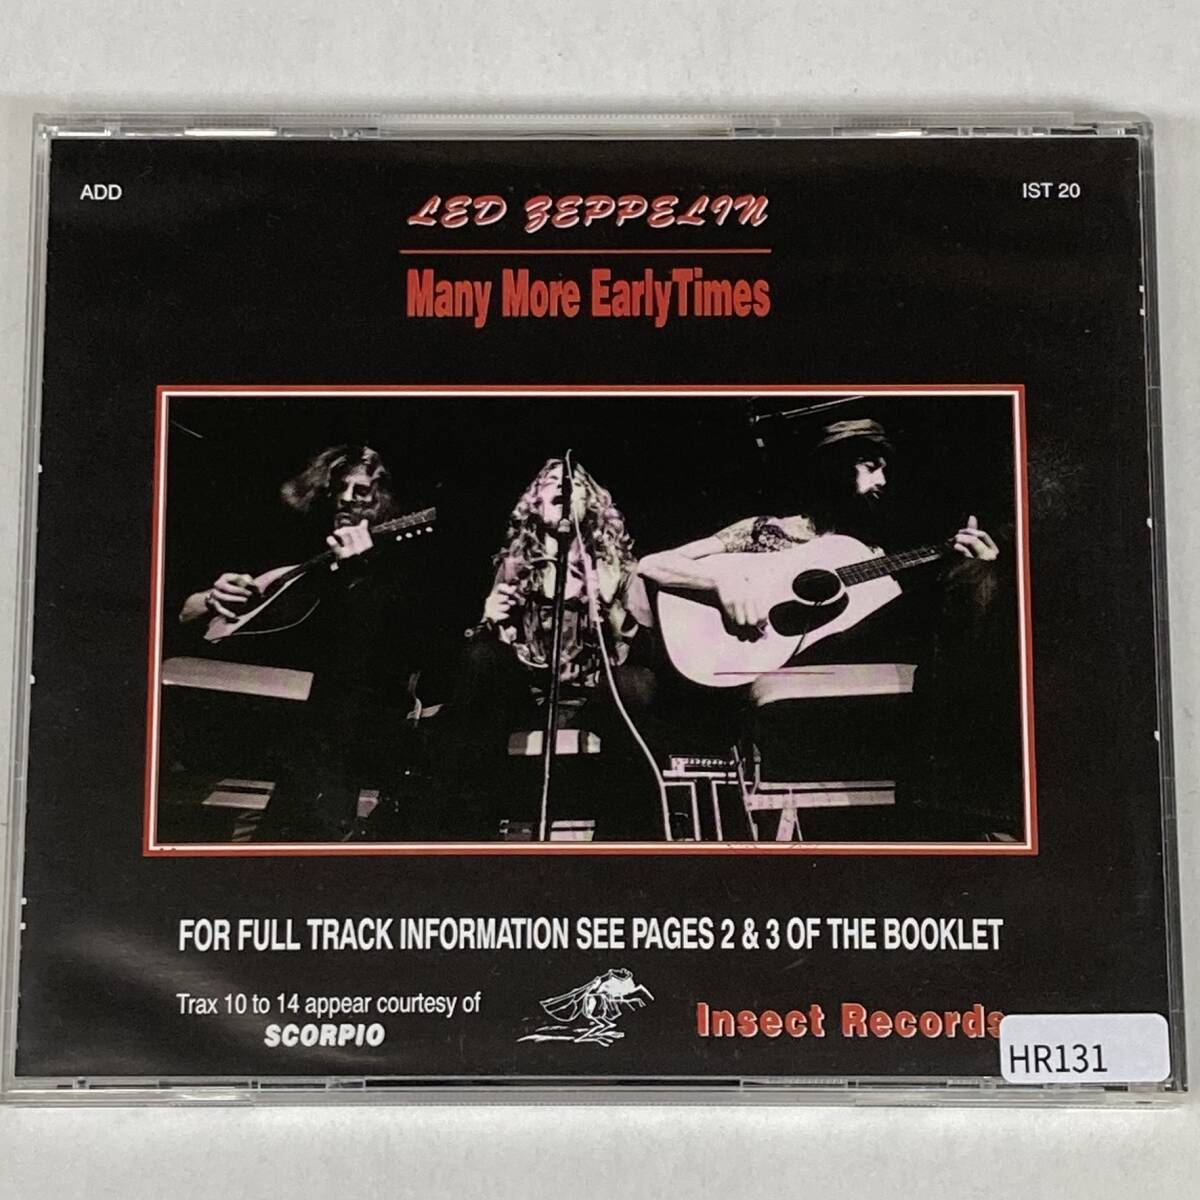 ADD
IST 20
LED ZEPPELIN
Many More EarlyTimes
FOR FULL TRACK INFORMATION SEE PAGES 2 & 3 OF THE BOOKLET
Trax 10 to 14 appear courtesy of
SCORPIO
Insect Records
HR131